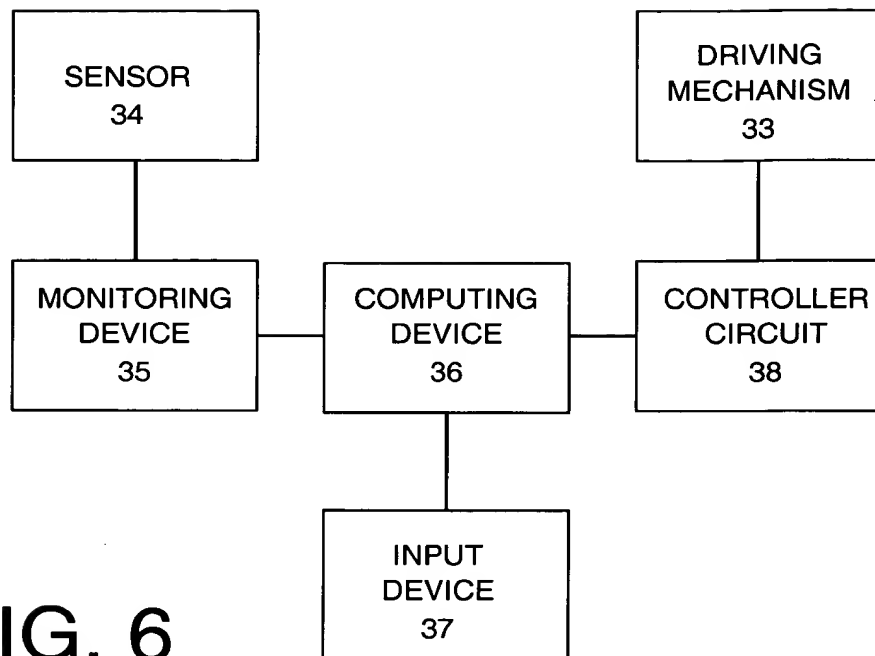 SENSOR
34
DRIVING
MECHANISM
33
MONITORING
DEVICE
35
COMPUTING
DEVICE
36
CONTROLLER
CIRCUIT
38
INPUT
DEVICE
37
IG. 6